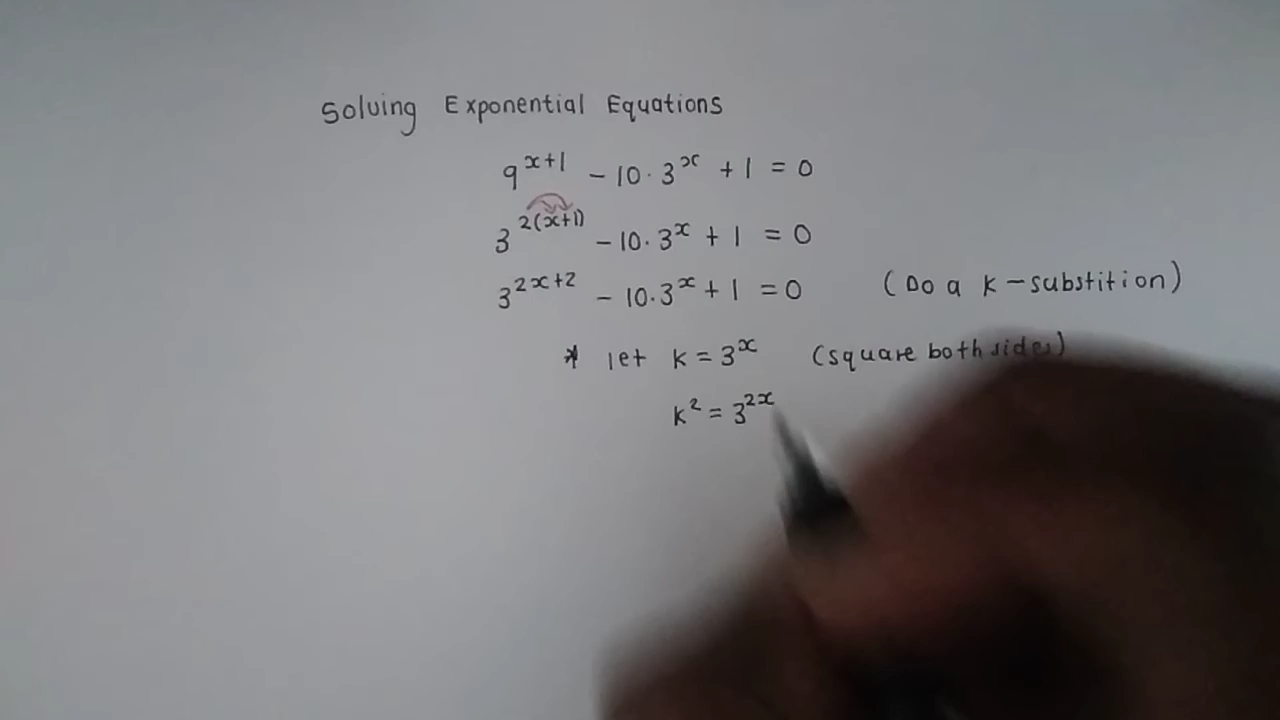 Solving Exponential Equations
9^{x+1} - 10·3^x + 1 = 0
3^{2(x+1)} - 10·3^x + 1 = 0
3^{2x+2} - 10·3^x + 1 = 0 (Do a k-substition)
* let k = 3^x (square both sides)
k^2 = 3^{2x}